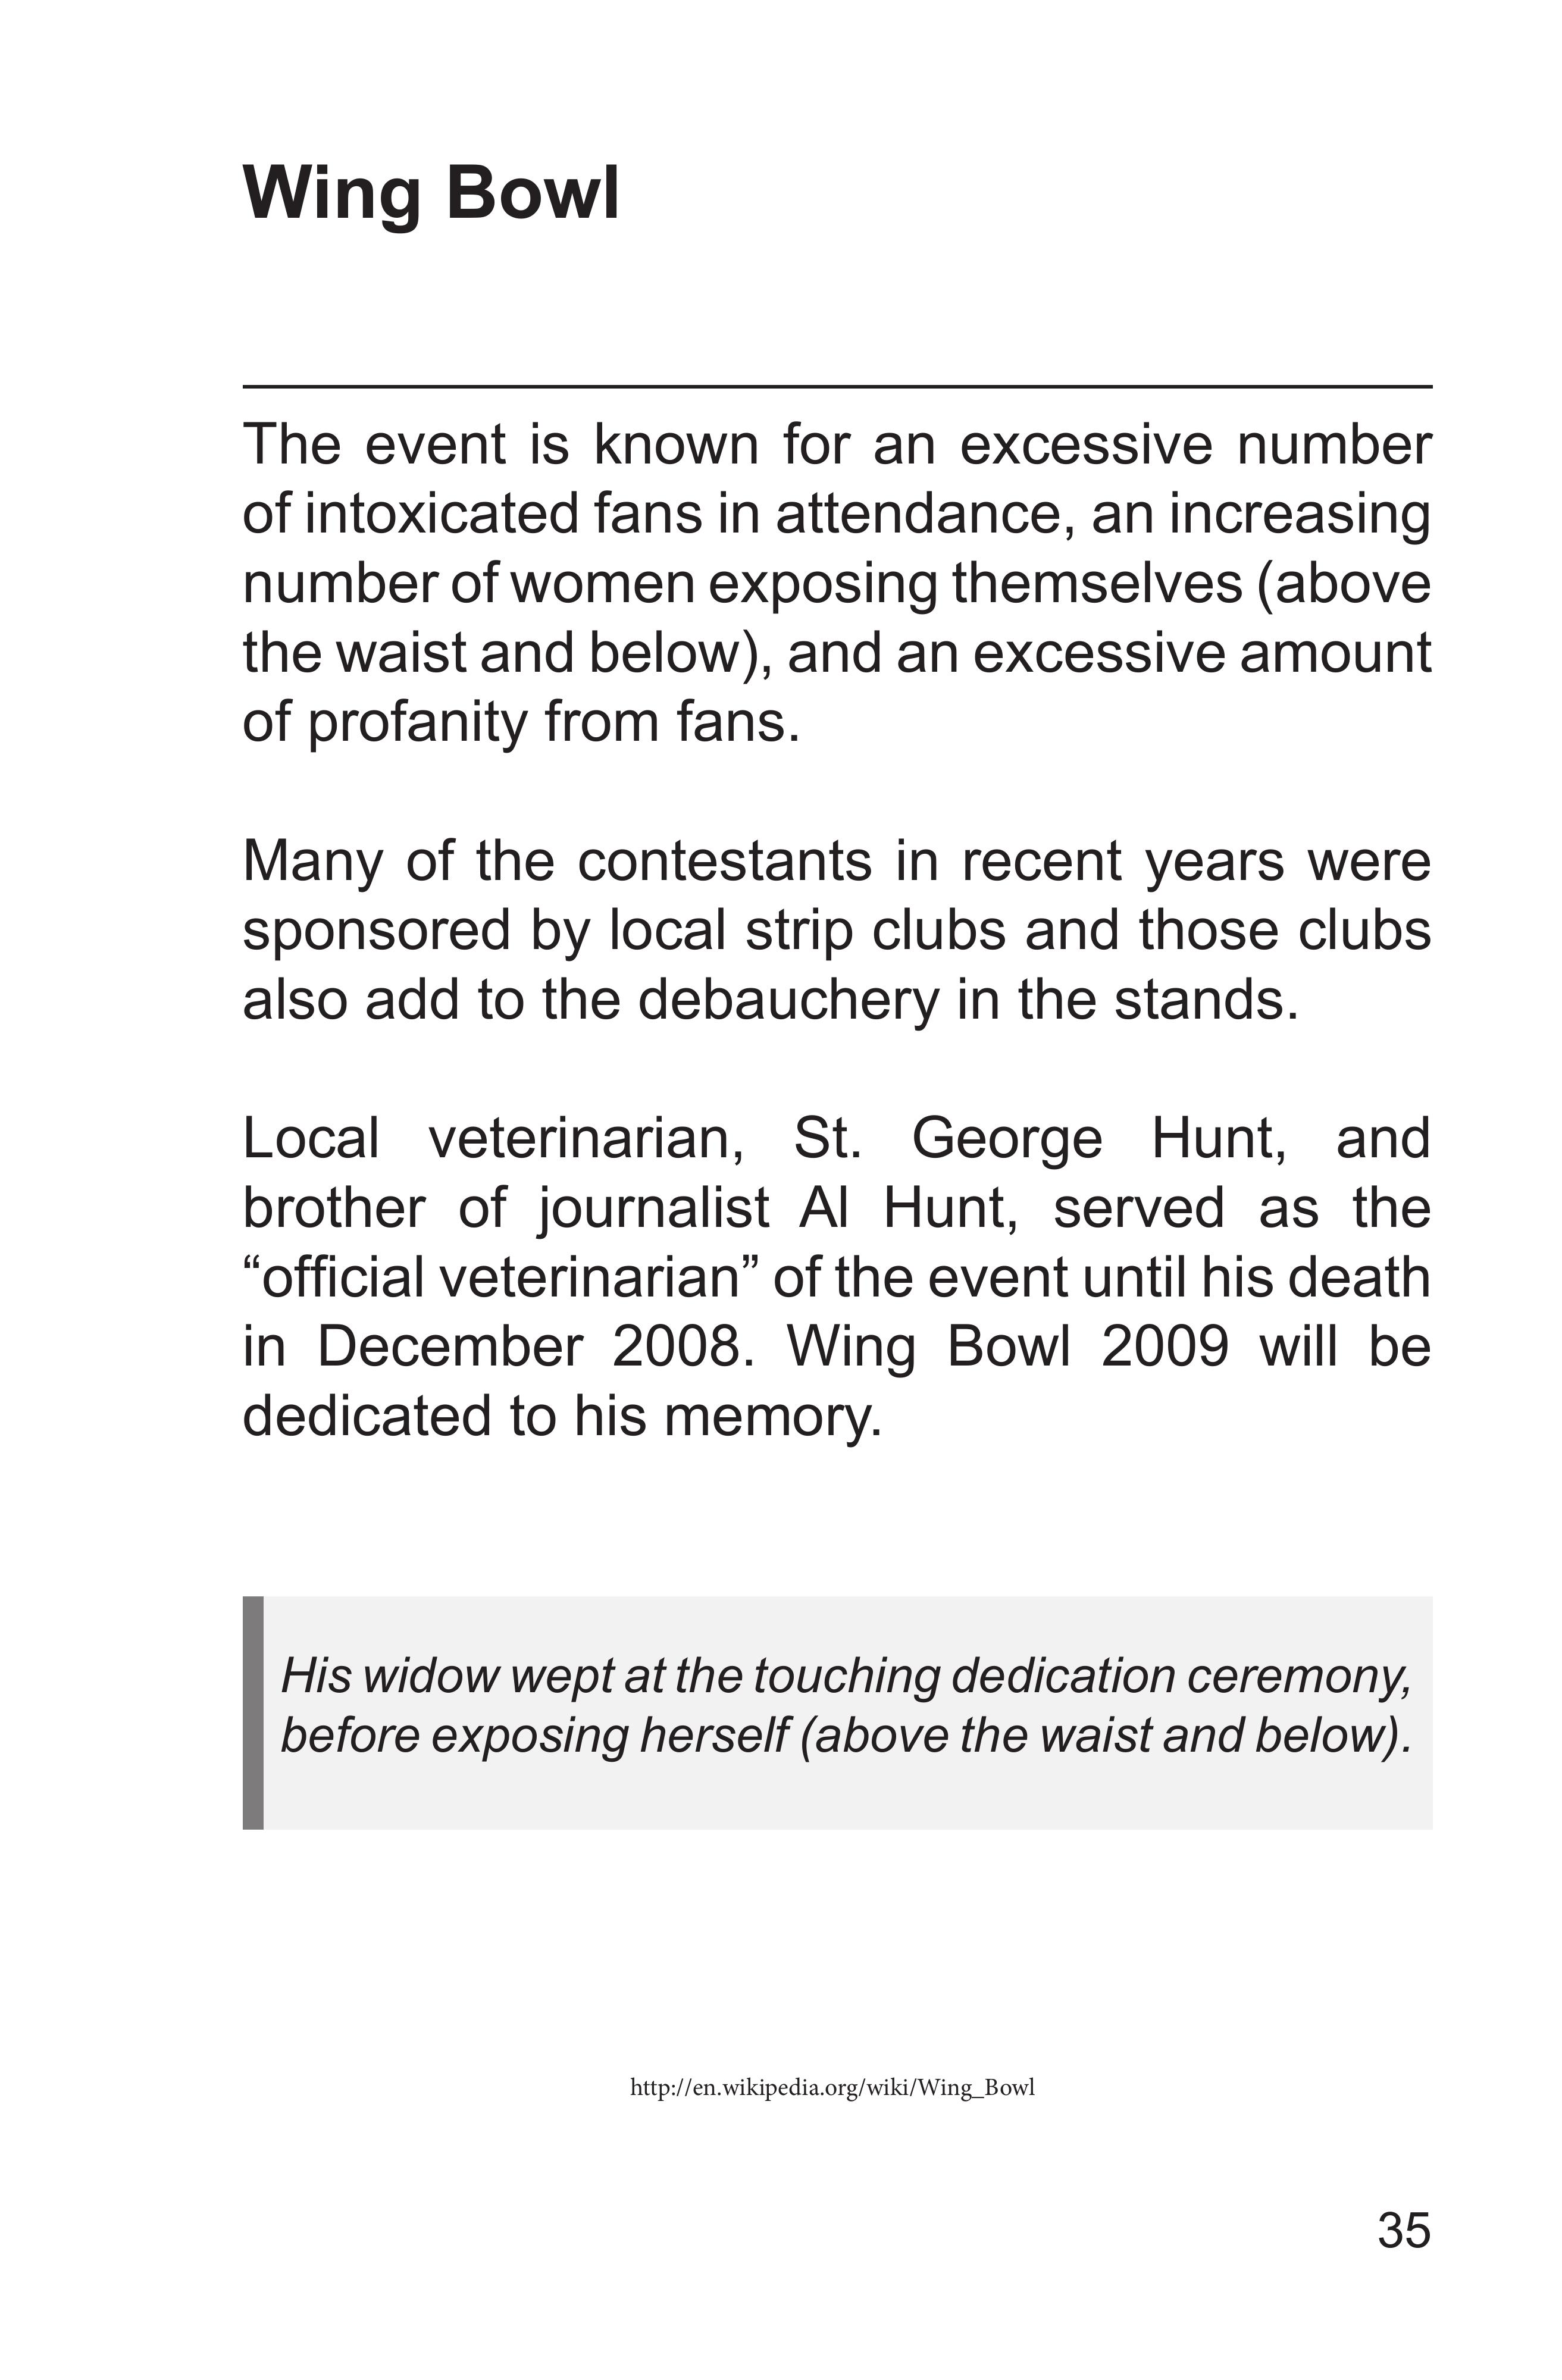 Wing Bowl
The event is known for an excessive number
of intoxicated fans in attendance, an increasing
number of women exposing themselves (above
the waist and below), and an excessive amount
of profanity from fans.
Many of the contestants in recent years were
sponsored by local strip clubs and those clubs
also add to the debauchery in the stands.
Local veterinarian, St. George Hunt, and
brother of journalist Al Hunt, served as the
“official veterinarian” of the event until his death
in December 2008. Wing Bowl 2009 will be
dedicated to his memory.
His widow wept at the touching dedication ceremony,
before exposing herself (above the waist and below).
http://en.wikipedia.org/wiki/Wing_Bowl
35